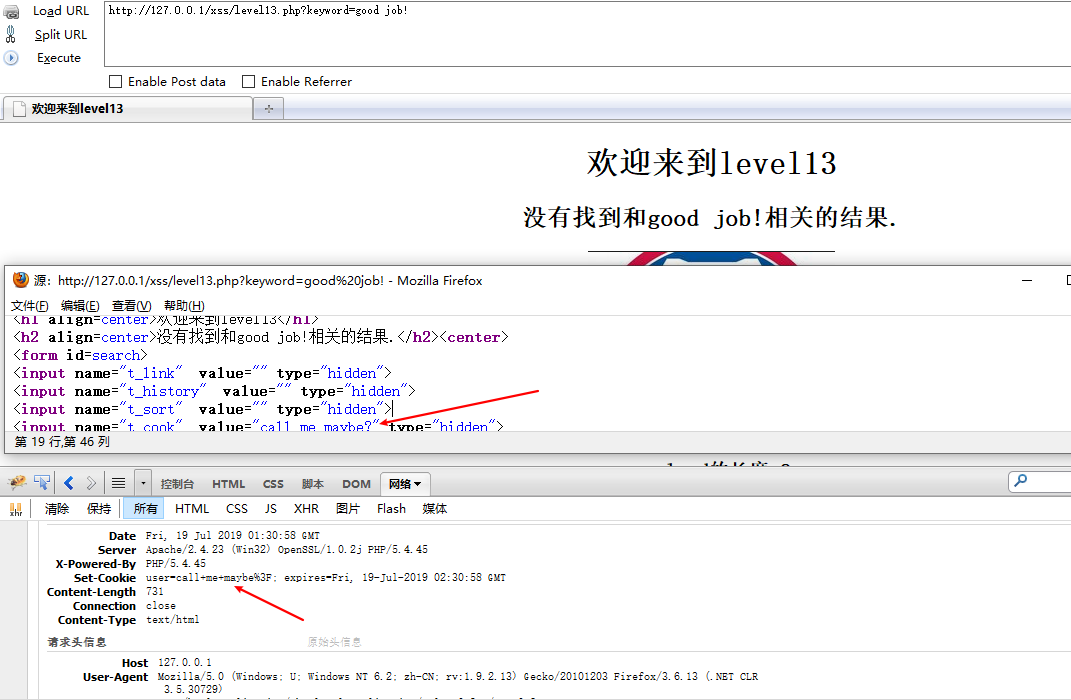 Load URL
http://127.0.0.1/xss/level13.php?keyword=good job!
Split URL
Execute
Enable Post data Enable Referrer
欢迎来到level13
欢迎来到level13
没有找到和good job!相关的结果.
源: http://127.0.0.1/xss/level13.php?keyword=good%20job! - Mozilla Firefox
文件(F) 编辑(E) 查看(V) 帮助(H)
<h1 align=center>欢迎来到level13</h1>
<h2 align=center>没有找到和good job!相关的结果.</h2><center>
<form id=search>
<input name="t_link" value="" type="hidden">
<input name="t_history" value="" type="hidden">
<input name="t_sort" value="" type="hidden">
<input name="t_cook" value="call me maybe?" type="hidden">
第 19 行,第 46 列
控制台 HTML CSS 脚本 DOM 网络
清除 保持 所有 HTML CSS JS XHR 图片 Flash 媒体
Date Fri, 19 Jul 2019 01:30:58 GMT
Server Apache/2.4.23 (Win32) OpenSSL/1.0.2j PHP/5.4.45
X-Powered-By PHP/5.4.45
Set-Cookie user=call+me+maybe%3F; expires=Fri, 19-Jul-2019 02:30:58 GMT
Content-Length 731
Connection close
Content-Type text/html
请求头信息 原始头信息
Host 127.0.0.1
User-Agent Mozilla/5.0 (Windows; U; Windows NT 6.2; zh-CN; rv:1.9.2.13) Gecko/20101203 Firefox/3.6.13 (.NET CLR
3.5.30729)